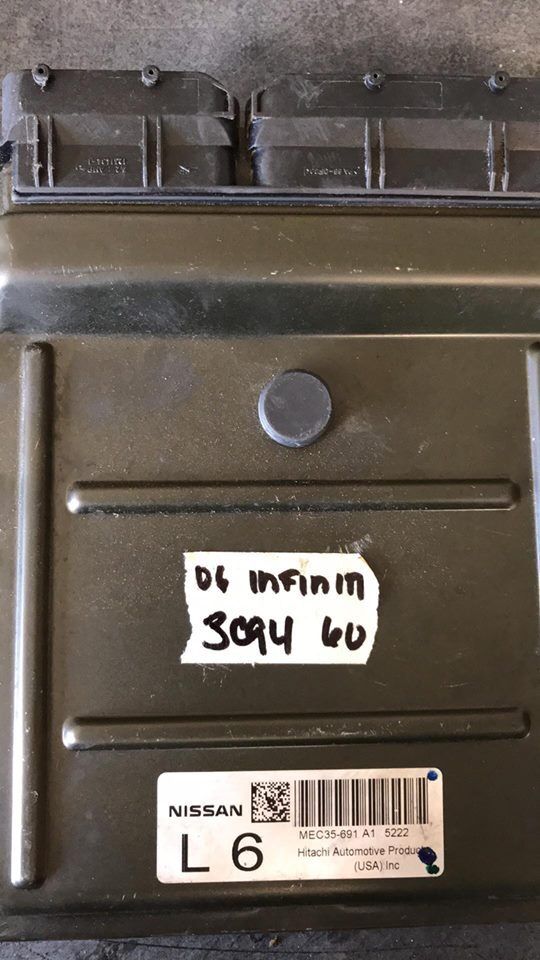 06 INFINITI
3094 60
NISSAN
L 6
MEC35-691 A1 5222
Hitachi Automotive Products
(USA).Inc